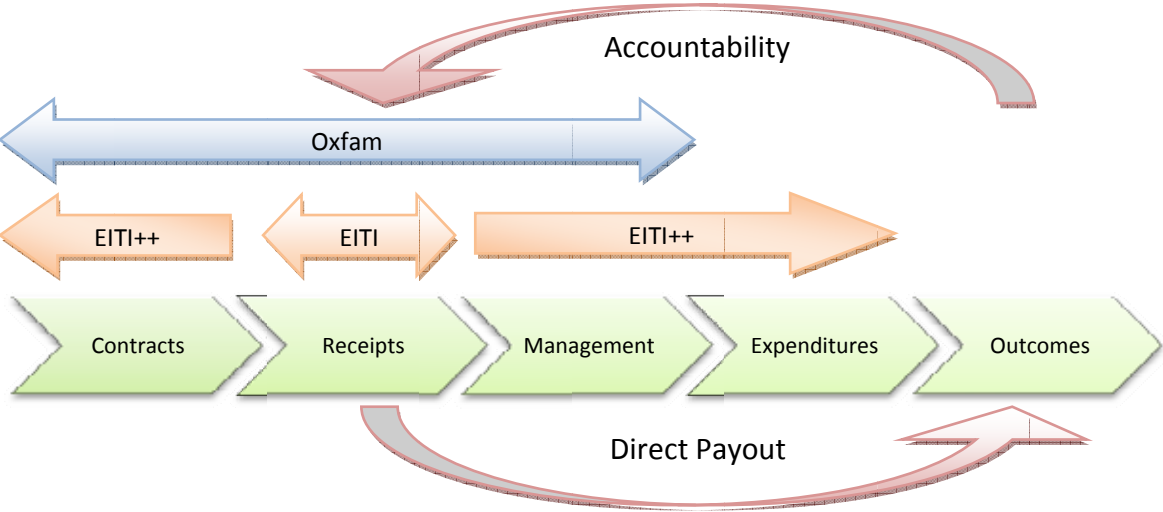 Accountability
Oxfam
EITI++
EITI
EITI++
Contracts
Receipts
Management
Expenditures
Outcomes
Direct Payout